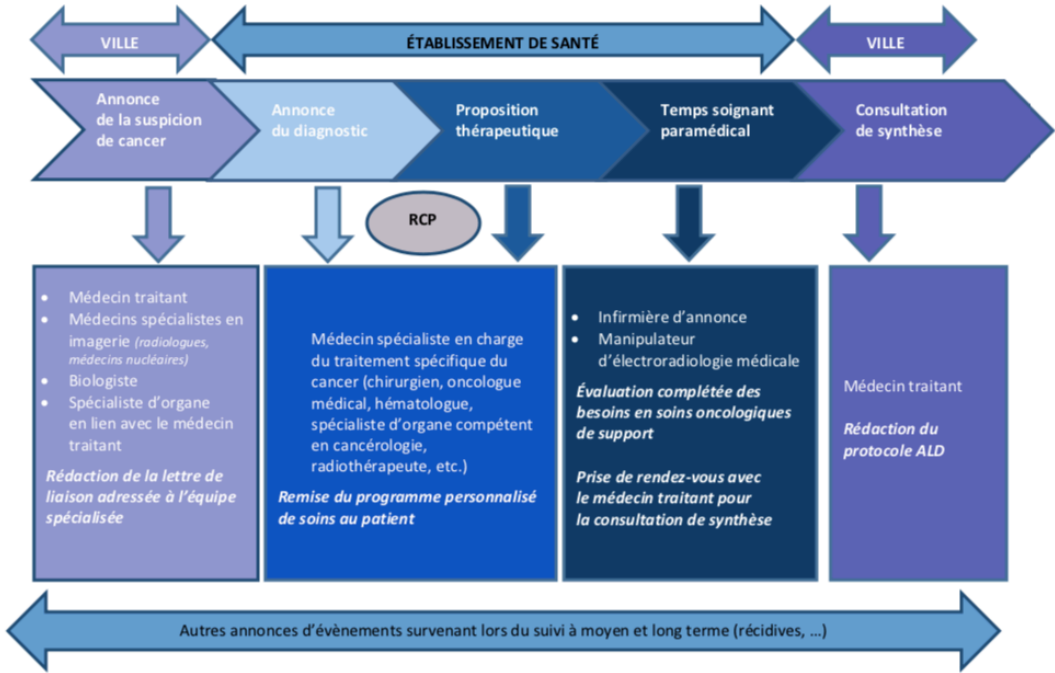 VILLE
ÉTABLISSEMENT DE SANTÉ
VILLE
Annonce
de la suspicion
de cancer
Annonce
du diagnostic
Proposition
thérapeutique
Temps soignant
paramédical
Consultation
de synthèse
RCP
• Médecin traitant
• Médecins spécialistes en
imagerie (radiologues,
médecins nucléaires)
• Biologiste
• Spécialiste d'organe
en lien avec le médecin
traitant
Rédaction de la lettre de
liaison adressée à l'équipe
spécialisée
Médecin spécialiste en charge
du traitement spécifique du
cancer (chirurgien, oncologue
médical, hématologue,
spécialiste d'organe compétent
en cancérologie,
radiothérapeute, etc.)
Remise du programme personnalisé
de soins au patient
• Infirmière d'annonce
• Manipulateur
d'électroradiologie médicale
Évaluation complétée des
besoins en soins oncologiques
de support
Prise de rendez-vous avec
le médecin traitant pour
la consultation de synthèse
Médecin traitant
Rédaction du
protocole ALD
Autres annonces d'évènements survenant lors du suivi à moyen et long terme (récidives, …)